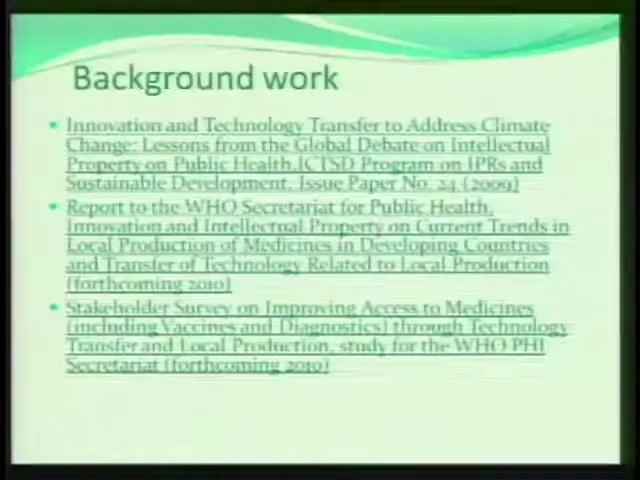 Background work
Innovation and Technology Transfer to Address Climate
Change: Lessons from the Global Debate on Intellectual
Property on Public Health,ICTSD Program on IPRs and
Sustainable Development, Issue Paper No. 24 (2009)
Report to the WHO Secretariat for Public Health,
Innovation and Intellectual Property on Current Trends in
Local Production of Medicines in Developing Countries
and Transfer of Technology Related to Local Production
(forthcoming 2010)
Stakeholder Survey on Improving Access to Medicines
(including Vaccines and Diagnostics) through Technology
Transfer and Local Production, study for the WHO PHI
Secretariat (forthcoming 2010)